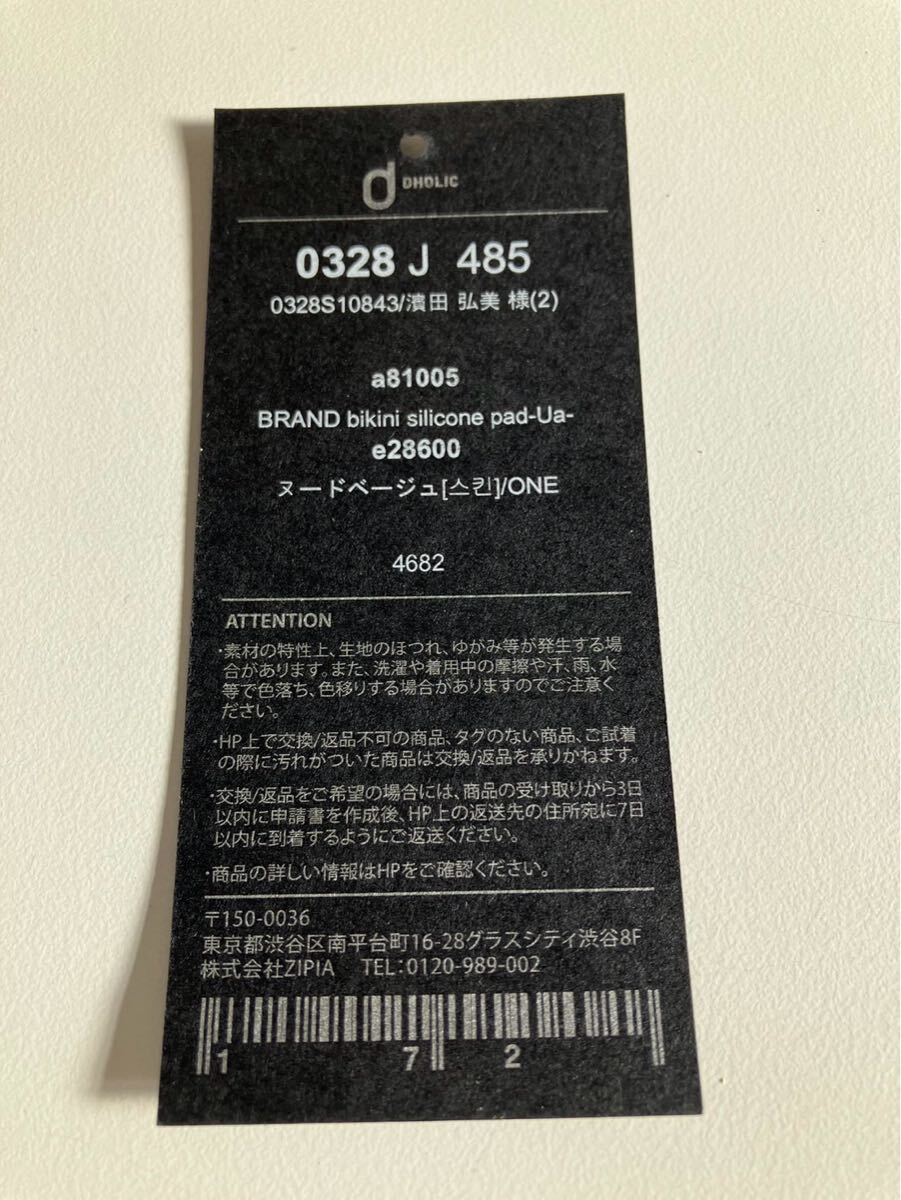 d DHOLIC
0328 J 485
0328S10843/濱田 弘美 様(2)
a81005
BRAND bikini silicone pad-Ua-
e28600
ヌードベージュ[스킨]/ONE
4682
ATTENTION
・素材の特性上、生地のほつれ、ゆがみ等が発生する場
合があります。また、洗濯や着用中の摩擦や汗、雨、水
等で色落ち、色移りする場合がありますのでご注意く
ださい。
・HP上で交換/返品不可の商品、タグのない商品、ご試着
の際に汚れがついた商品は交換/返品を承りかねます。
・交換/返品をご希望の場合には、商品の受け取りから3日
以内に申請書を作成後、HP上の返送先の住所宛に7日
以内に到着するようにご返送ください。
・商品の詳しい情報はHPをご確認ください。
〒150-0036
東京都渋谷区南平台町16-28グラスシティ渋谷8F
株式会社ZIPIA TEL:0120-989-002
1 7 2